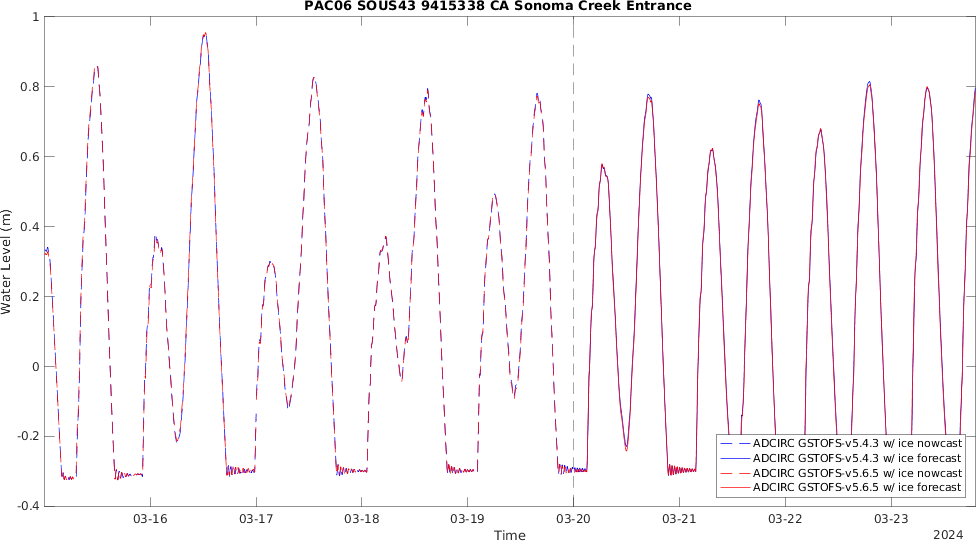 PAC06 SOUS43 9415338 CA Sonoma Creek Entrance
1
0.8
0.6
0.4
0.2
0
-0.2
-0.4
Water Level (m)
ADCIRC GSTOFS-v5.4.3 w/ ice nowcast
ADCIRC GSTOFS-v5.4.3 w/ ice forecast
ADCIRC GSTOFS-v5.6.5 w/ ice nowcast
ADCIRC GSTOFS-v5.6.5 w/ ice forecast
03-16 03-17 03-18 03-19 03-20 03-21 03-22 03-23
Time
2024